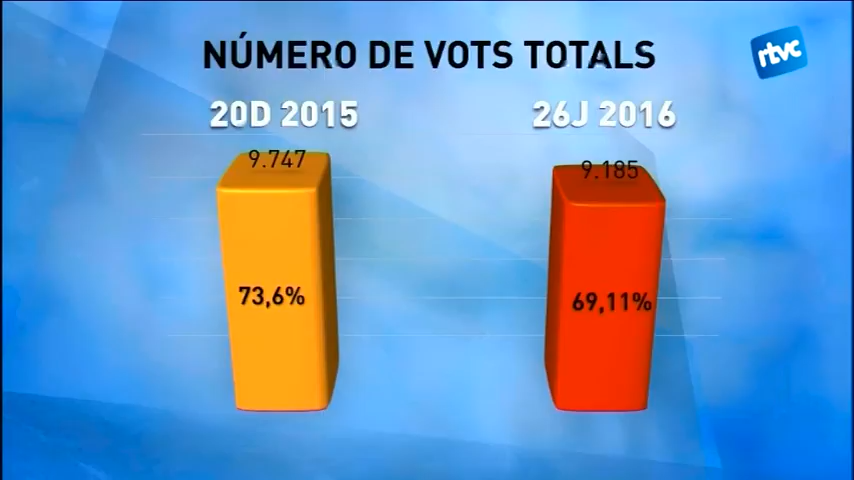 NÚMERO DE VOTS TOTALS
rtvc
20D 2015
26J 2016
9.747
9.185
73,6%
69,11%